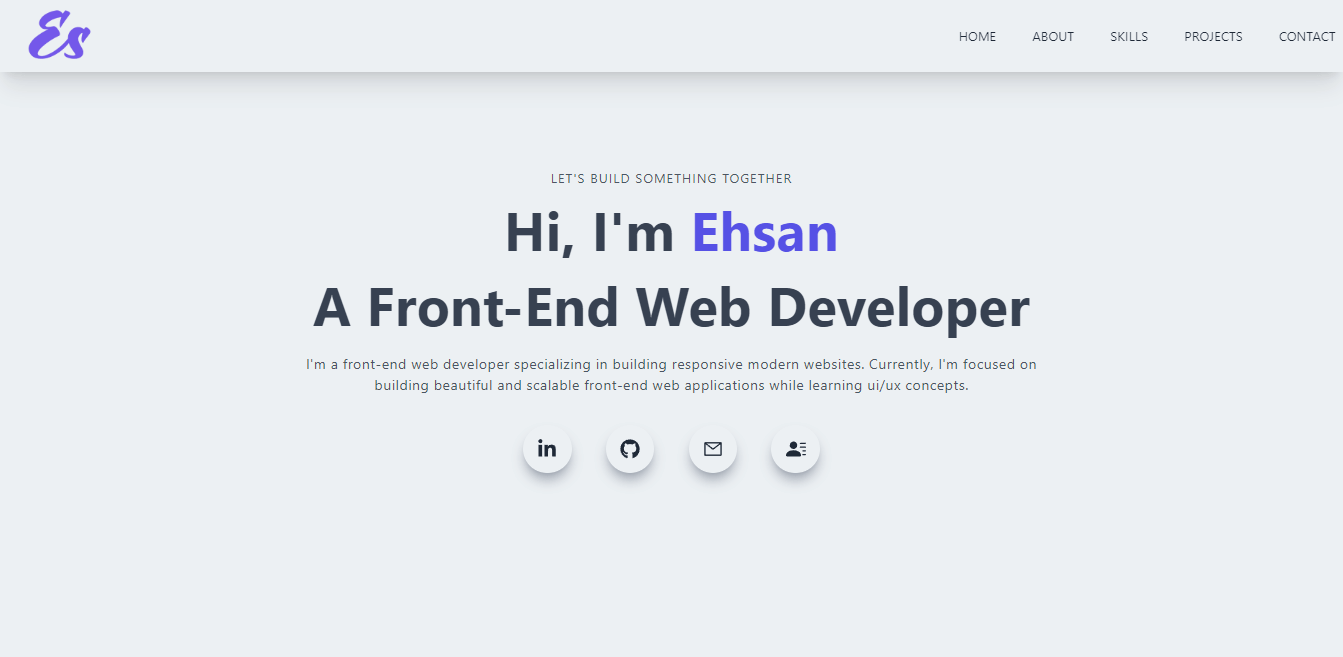 Es
HOME ABOUT SKILLS PROJECTS CONTACT
LET'S BUILD SOMETHING TOGETHER
Hi, I'm Ehsan
A Front-End Web Developer
I'm a front-end web developer specializing in building responsive modern websites. Currently, I'm focused on
building beautiful and scalable front-end web applications while learning ui/ux concepts.
in